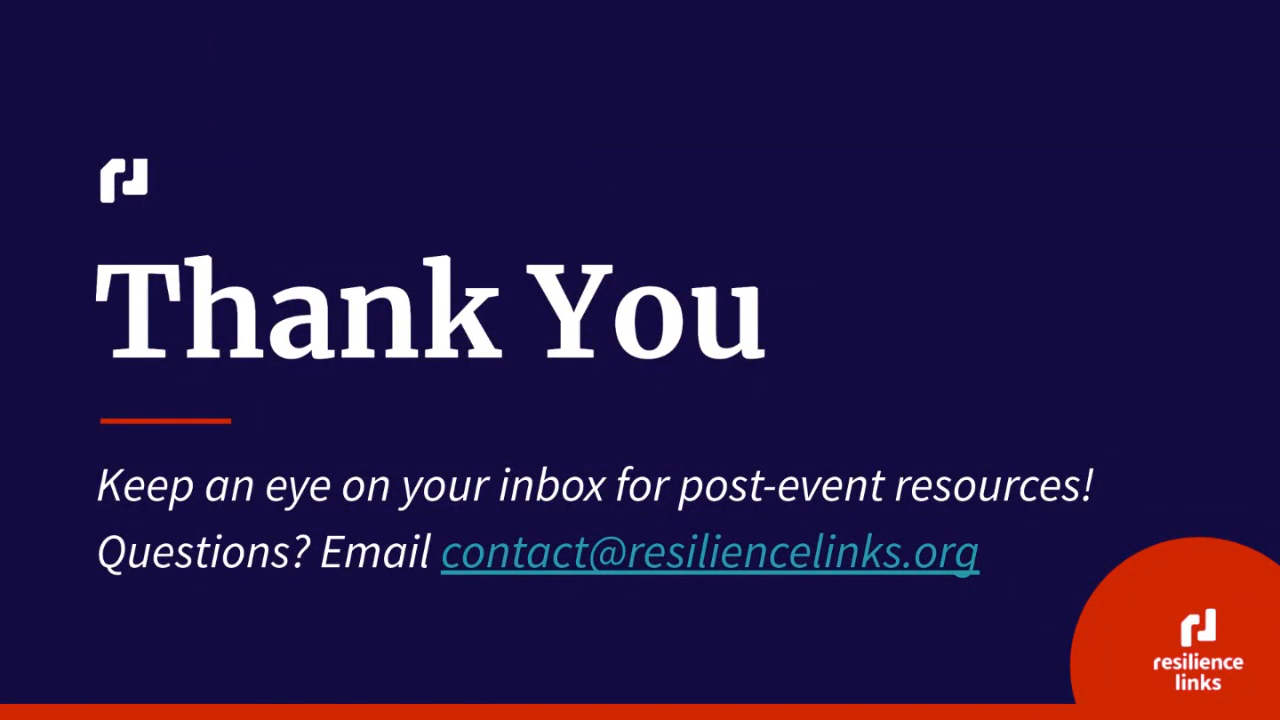 Thank You
Keep an eye on your inbox for post-event resources!
Questions? Email contact@resiliencelinks.org
resilience
links